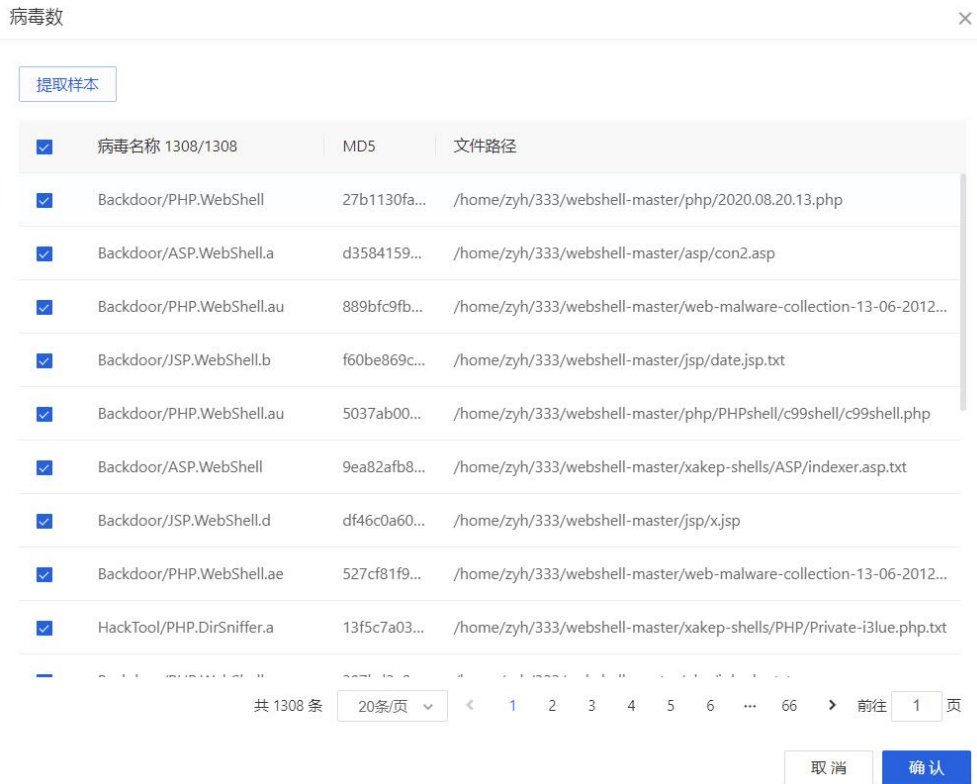 病毒数
提取样本
病毒名称 1308/1308 MD5 文件路径
Backdoor/PHP.WebShell 27b1130fa... /home/zyh/333/webshell-master/php/2020.08.20.13.php
Backdoor/ASP.WebShell.a d3584159... /home/zyh/333/webshell-master/asp/con2.asp
Backdoor/PHP.WebShell.au 889bfc9fb... /home/zyh/333/webshell-master/web-malware-collection-13-06-2012...
Backdoor/JSP.WebShell.b f60be869c... /home/zyh/333/webshell-master/jsp/date.jsp.txt
Backdoor/PHP.WebShell.au 5037ab00... /home/zyh/333/webshell-master/php/PHPshell/c99shell/c99shell.php
Backdoor/ASP.WebShell 9ea82afb8... /home/zyh/333/webshell-master/xakep-shells/ASP/indexer.asp.txt
Backdoor/JSP.WebShell.d df46c0a60... /home/zyh/333/webshell-master/jsp/x.jsp
Backdoor/PHP.WebShell.ae 527cf81f9... /home/zyh/333/webshell-master/web-malware-collection-13-06-2012...
HackTool/PHP.DirSniffer.a 13f5c7a03... /home/zyh/333/webshell-master/xakep-shells/PHP/Private-i3lue.php.txt
共 1308 条 20条/页 1 2 3 4 5 6 ... 66 前往 1 页
取消 确认